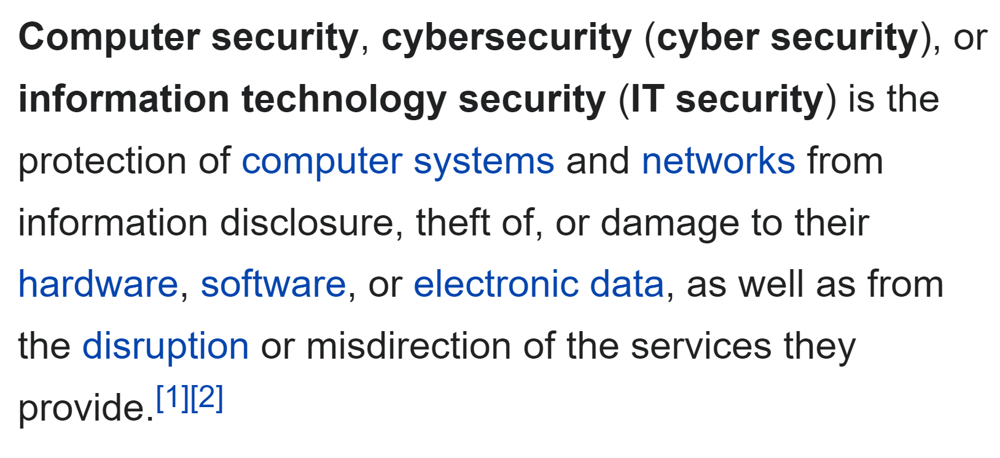 Computer security, cybersecurity (cyber security), or
information technology security (IT security) is the
protection of computer systems and networks from
information disclosure, theft of, or damage to their
hardware, software, or electronic data, as well as from
the disruption or misdirection of the services they
provide.[1][2]